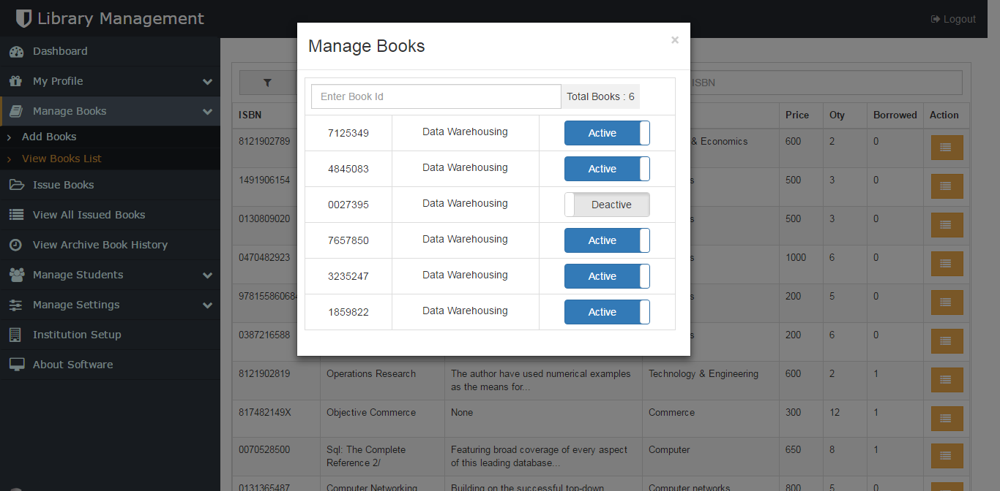 Library Management
Logout
Dashboard
My Profile
Manage Books
Add Books
View Books List
Issue Books
View All Issued Books
View Archive Book History
Manage Students
Manage Settings
Institution Setup
About Software
Manage Books
×
Enter Book Id Total Books : 6
7125349 Data Warehousing Active
4845083 Data Warehousing Active
0027395 Data Warehousing Deactive
7657850 Data Warehousing Active
3235247 Data Warehousing Active
1859822 Data Warehousing Active
ISBN
ISBN Price Qty Borrowed Action
8121902789 & Economics 600 2 0
1491906154 s 500 3 0
0130809020 s 500 3 0
0470482923 s 1000 6 0
9781558606 s 200 5 0
0387216588 s 200 6 0
8121902819 Operations Research The author have used numerical examples Technology & Engineering 600 2 1
as the means for...
817482149X Objective Commerce None Commerce 300 12 1
0070528500 Sql: The Complete Featuring broad coverage of every aspect Computer 650 8 1
Reference 2/ of this leading database...
0131365487 Computer Networking Building on the successful top-down Computer networks 800 5 0